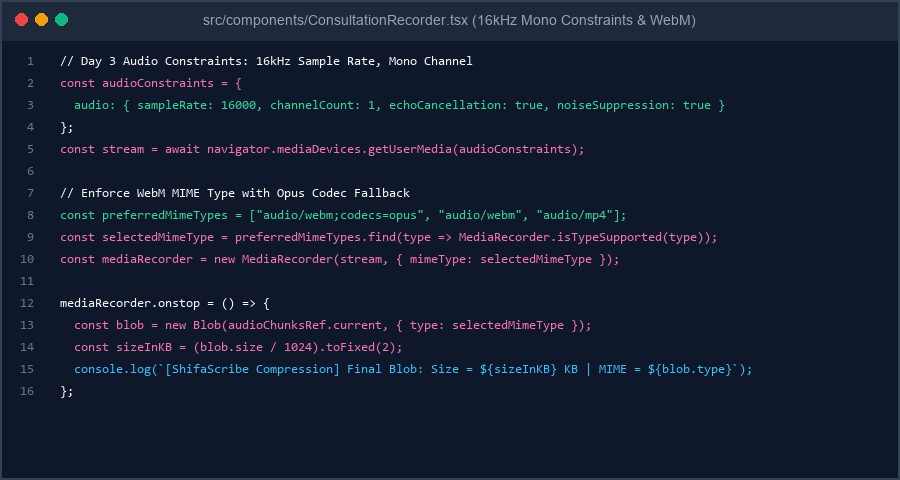 src/components/ConsultationRecorder.tsx (16kHz Mono Constraints & WebM)
1 // Day 3 Audio Constraints: 16kHz Sample Rate, Mono Channel
2 const audioConstraints = {
3   audio: { sampleRate: 16000, channelCount: 1, echoCancellation: true, noiseSuppression: true }
4 };
5 const stream = await navigator.mediaDevices.getUserMedia(audioConstraints);
6
7 // Enforce WebM MIME Type with Opus Codec Fallback
8 const preferredMimeTypes = ["audio/webm;codecs=opus", "audio/webm", "audio/mp4"];
9 const selectedMimeType = preferredMimeTypes.find(type => MediaRecorder.isTypeSupported(type));
10 const mediaRecorder = new MediaRecorder(stream, { mimeType: selectedMimeType });
11
12 mediaRecorder.onstop = () => {
13   const blob = new Blob(audioChunksRef.current, { type: selectedMimeType });
14   const sizeInKB = (blob.size / 1024).toFixed(2);
15   console.log(`[ShifaScribe Compression] Final Blob: Size = ${sizeInKB} KB | MIME = ${blob.type}`);
16 };